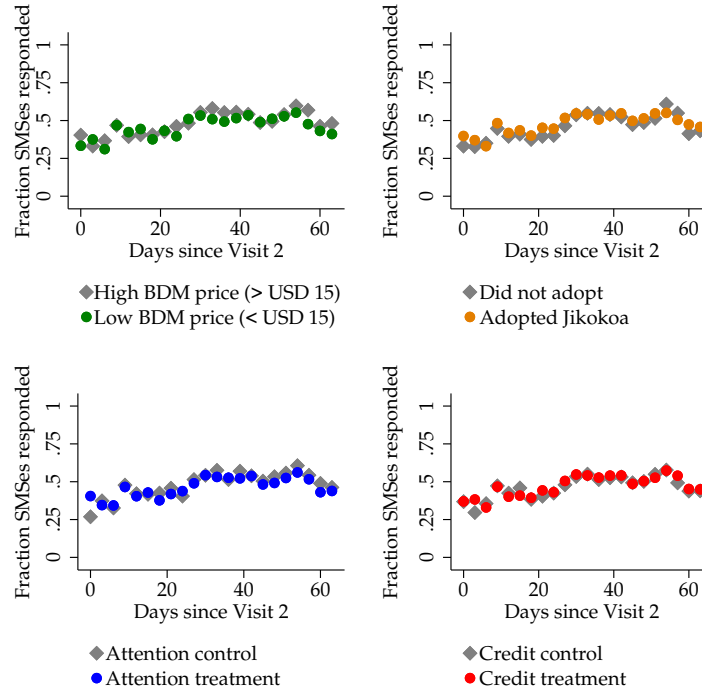 Fraction SMSes responded
1
.75
.5
.25
0
0 20 40 60
Days since Visit 2
High BDM price (> USD 15)
Low BDM price (< USD 15)
Fraction SMSes responded
1
.75
.5
.25
0
0 20 40 60
Days since Visit 2
Did not adopt
Adopted Jikokoa
Fraction SMSes responded
1
.75
.5
.25
0
0 20 40 60
Days since Visit 2
Attention control
Attention treatment
Fraction SMSes responded
1
.75
.5
.25
0
0 20 40 60
Days since Visit 2
Credit control
Credit treatment